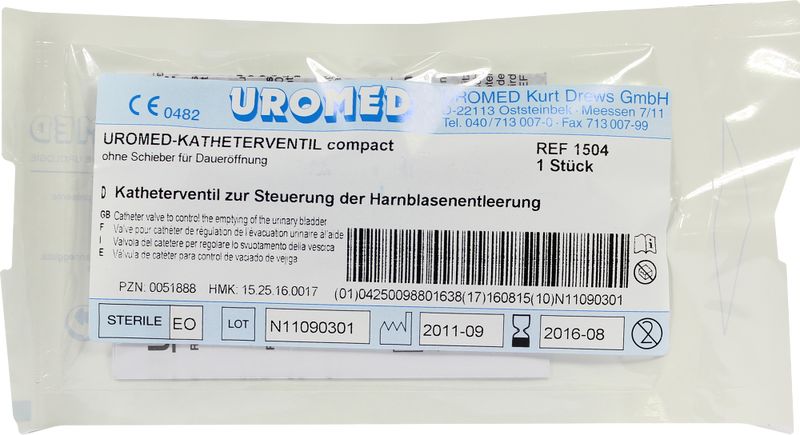 CE 0482
UROMED
UROMED Kurt Drews GmbH
D-22113 Oststeinbek - Meessen 7/11
Tel. 040/713 007-0 - Fax 713 007-99
UROMED-KATHETERVENTIL compact
ohne Schieber für Daueröffnung
REF 1504
1 Stück
D Katheterventil zur Steuerung der Harnblasenentleerung
GB Catheter valve to control the emptying of the urinary bladder
F Valve pour catheter de régulation de l'évacuation urinaire al'aide
I Valvola del catetere per regolare lo svuotamento della vescica
E Válvula de catéter para control de vaciado de vejiga
PZN: 0051888 HMK: 15.25.16.0017
(01)04250098801638(17)160815(10)N11090301
STERILE EO
LOT N11090301
2011-09
2016-08